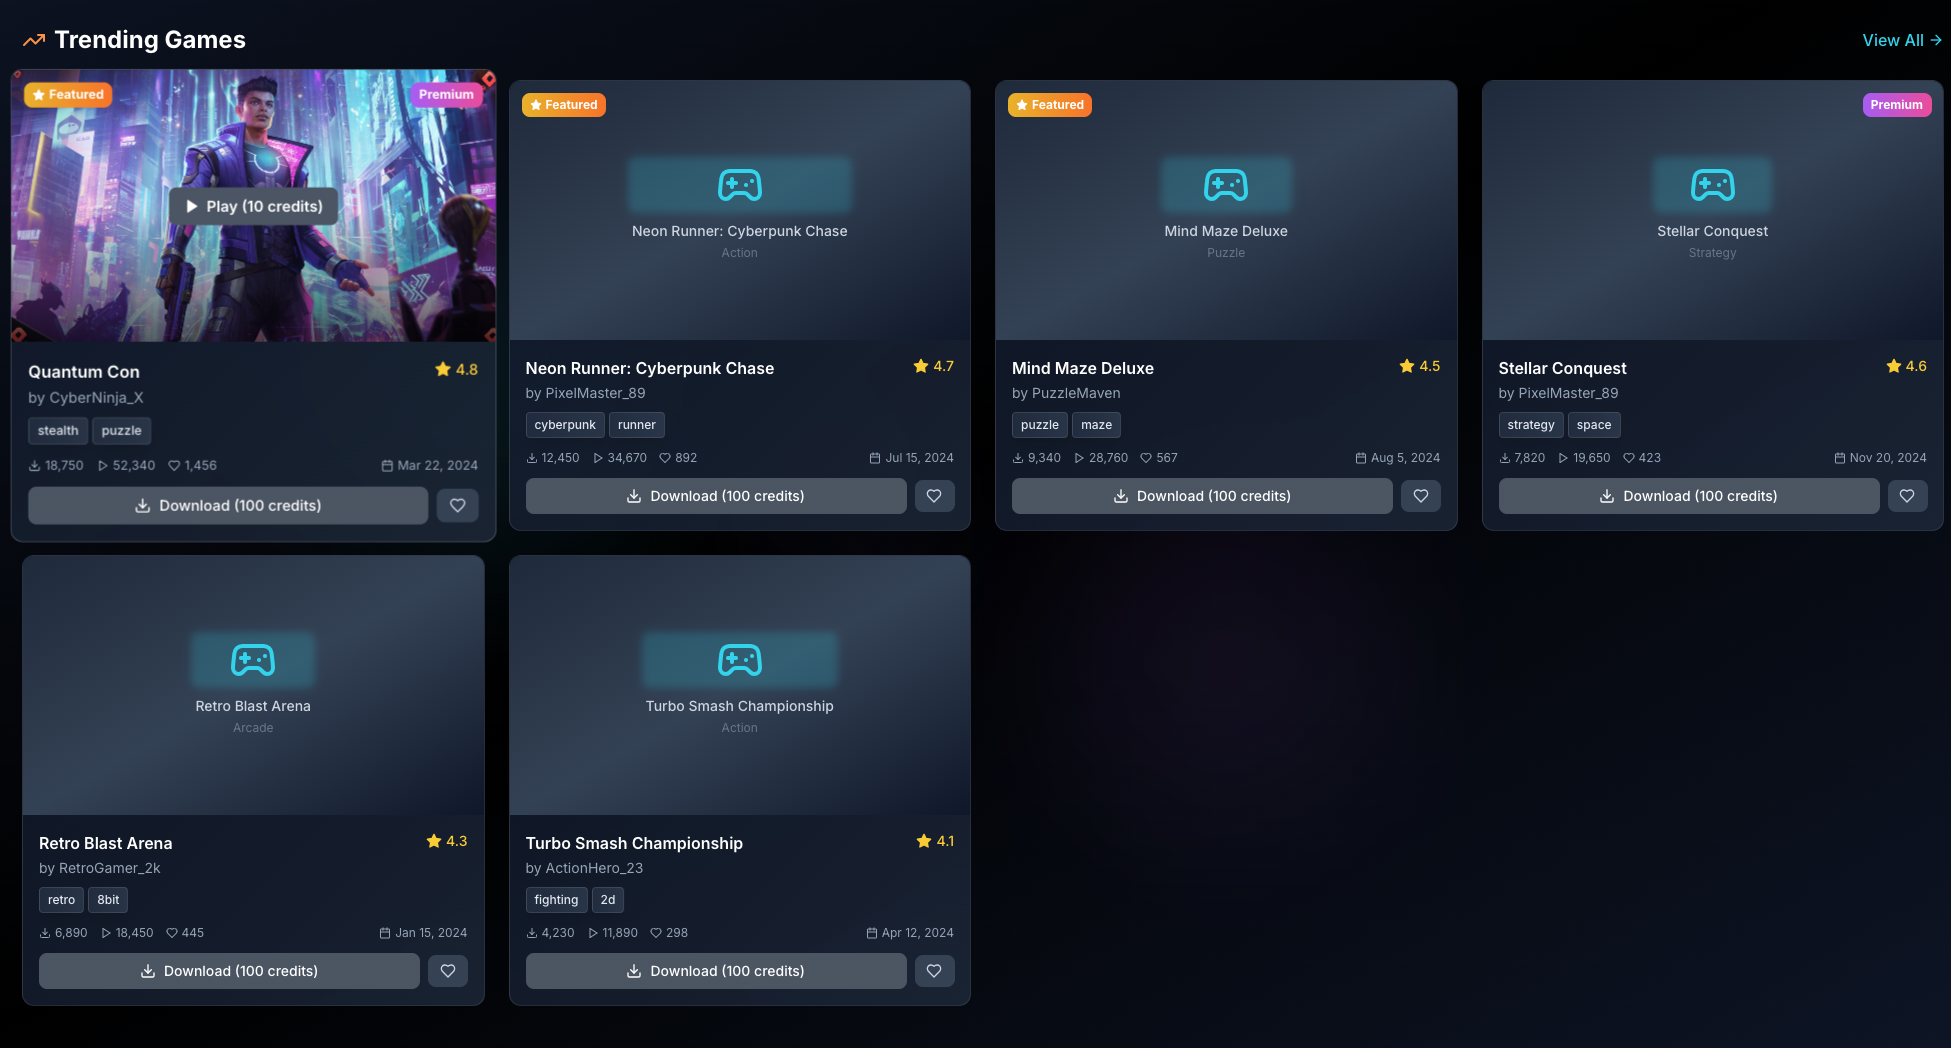 Trending Games
View All
Featured
Premium
Play (10 credits)
Quantum Con
4.8
by CyberNinja_X
stealth
puzzle
18,750
52,340
1,456
Mar 22, 2024
Download (100 credits)
Featured
Neon Runner: Cyberpunk Chase
Action
Neon Runner: Cyberpunk Chase
4.7
by PixelMaster_89
cyberpunk
runner
12,450
34,670
892
Jul 15, 2024
Download (100 credits)
Featured
Mind Maze Deluxe
Puzzle
Mind Maze Deluxe
4.5
by PuzzleMaven
puzzle
maze
9,340
28,760
567
Aug 5, 2024
Download (100 credits)
Premium
Stellar Conquest
Strategy
Stellar Conquest
4.6
by PixelMaster_89
strategy
space
7,820
19,650
423
Nov 20, 2024
Download (100 credits)
Retro Blast Arena
Arcade
Retro Blast Arena
4.3
by RetroGamer_2k
retro
8bit
6,890
18,450
445
Jan 15, 2024
Download (100 credits)
Turbo Smash Championship
Action
Turbo Smash Championship
4.1
by ActionHero_23
fighting
2d
4,230
11,890
298
Apr 12, 2024
Download (100 credits)